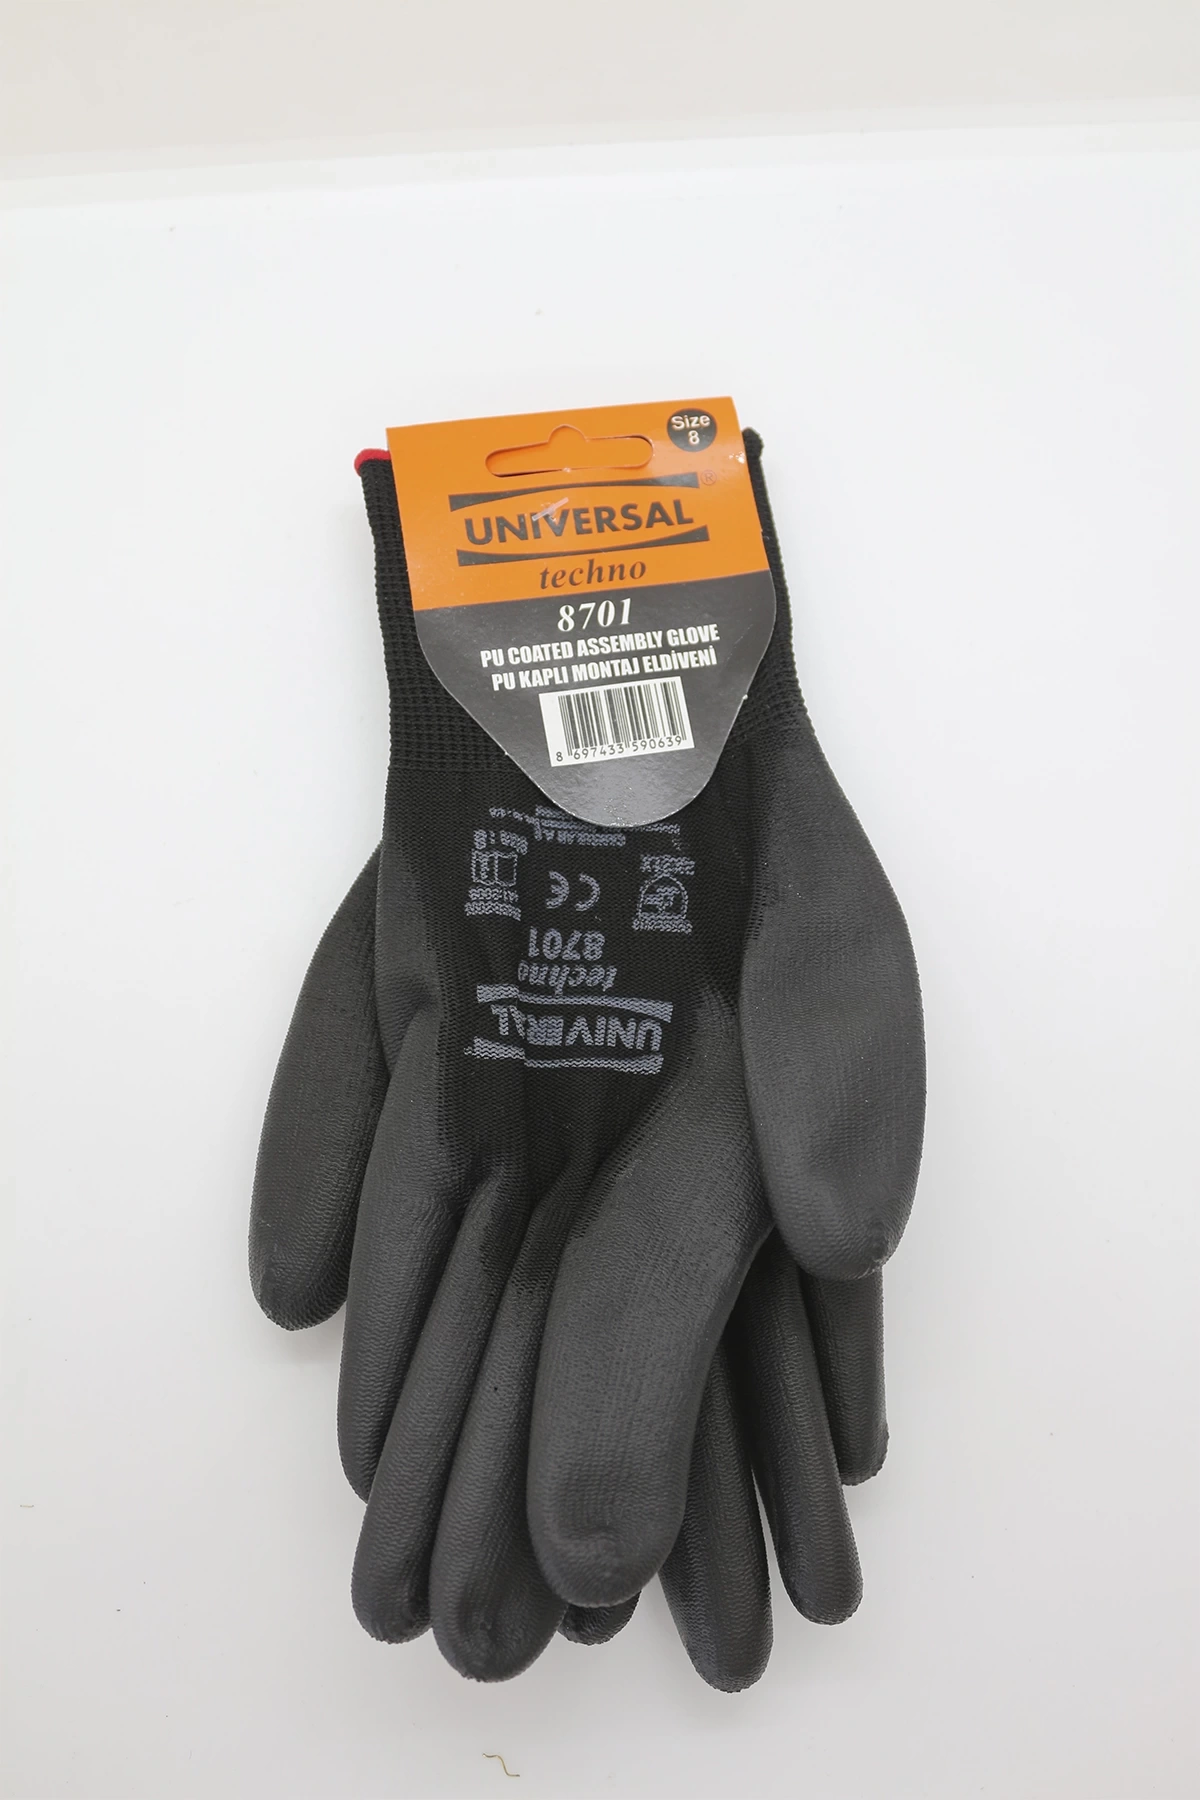 Size
8
UNIVERSAL®
techno
8701
PU COATED ASSEMBLY GLOVE
PU KAPLI MONTAJ ELDİVENİ
8 697433 590639
CE
8701
techno
UNIVERSAL